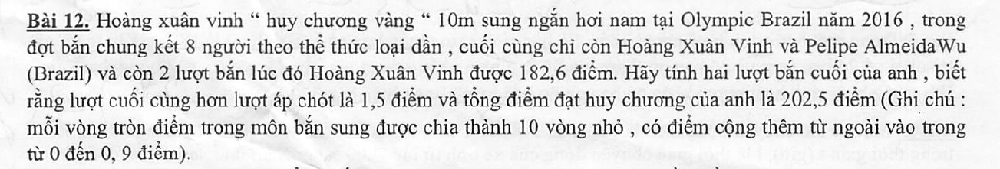 Bài 12. Hoàng xuân vinh “ huy chương vàng “ 10m sung ngắn hơi nam tại Olympic Brazil năm 2016 , trong
đợt bắn chung kết 8 người theo thể thức loại dần , cuối cùng chỉ còn Hoàng Xuân Vinh và Pelipe AlmeidaWu
(Brazil) và còn 2 lượt bắn lúc đó Hoàng Xuân Vinh được 182,6 điểm. Hãy tính hai lượt bắn cuối của anh , biết
rằng lượt cuối cùng hơn lượt áp chót là 1,5 điểm và tổng điểm đạt huy chương của anh là 202,5 điểm (Ghi chú :
mỗi vòng tròn điểm trong môn bắn sung được chia thành 10 vòng nhỏ , có điểm cộng thêm từ ngoài vào trong
từ 0 đến 0, 9 điểm).